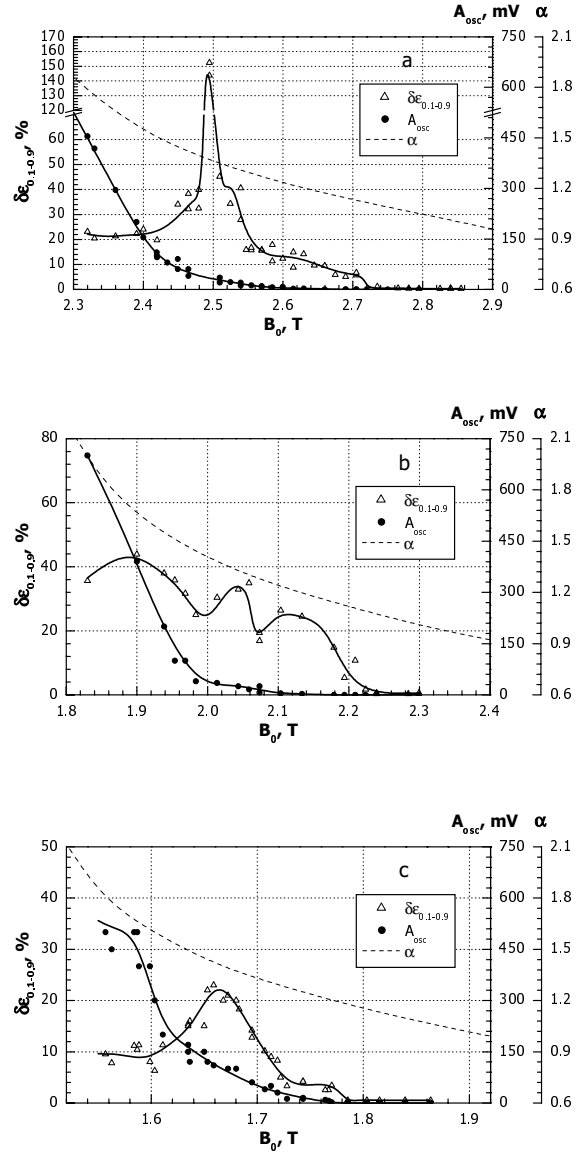 A_osc, mV α
170 750 2.1
160
150 a
140 600 1.8
130 δε_0.1-0.9
120 A_osc
α
60 450 1.5
50
40 300 1.2
30
20 150 0.9
10
0 0 0.6
2.3 2.4 2.5 2.6 2.7 2.8 2.9
B_0, T
δε_0.1-0.9, %
A_osc, mV α
80 750 2.1
b
δε_0.1-0.9
A_osc
α
60 600 1.8
40 450 1.5
300 1.2
20 150 0.9
0 0 0.6
1.8 1.9 2.0 2.1 2.2 2.3 2.4
B_0, T
δε_0,1-0,9, %
A_osc, mV α
50 750 2.1
c
δε_0.1-0.9
A_osc
α
40 600 1.8
30 450 1.5
20 300 1.2
10 150 0.9
0 0 0.6
1.6 1.7 1.8 1.9
B_0, T
δε_0,1-0,9, %